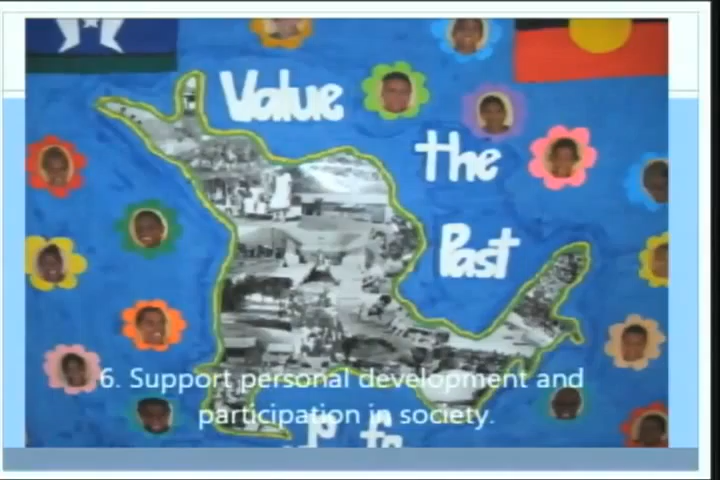 Value
the
Past
6. Support personal development and
participation in society.